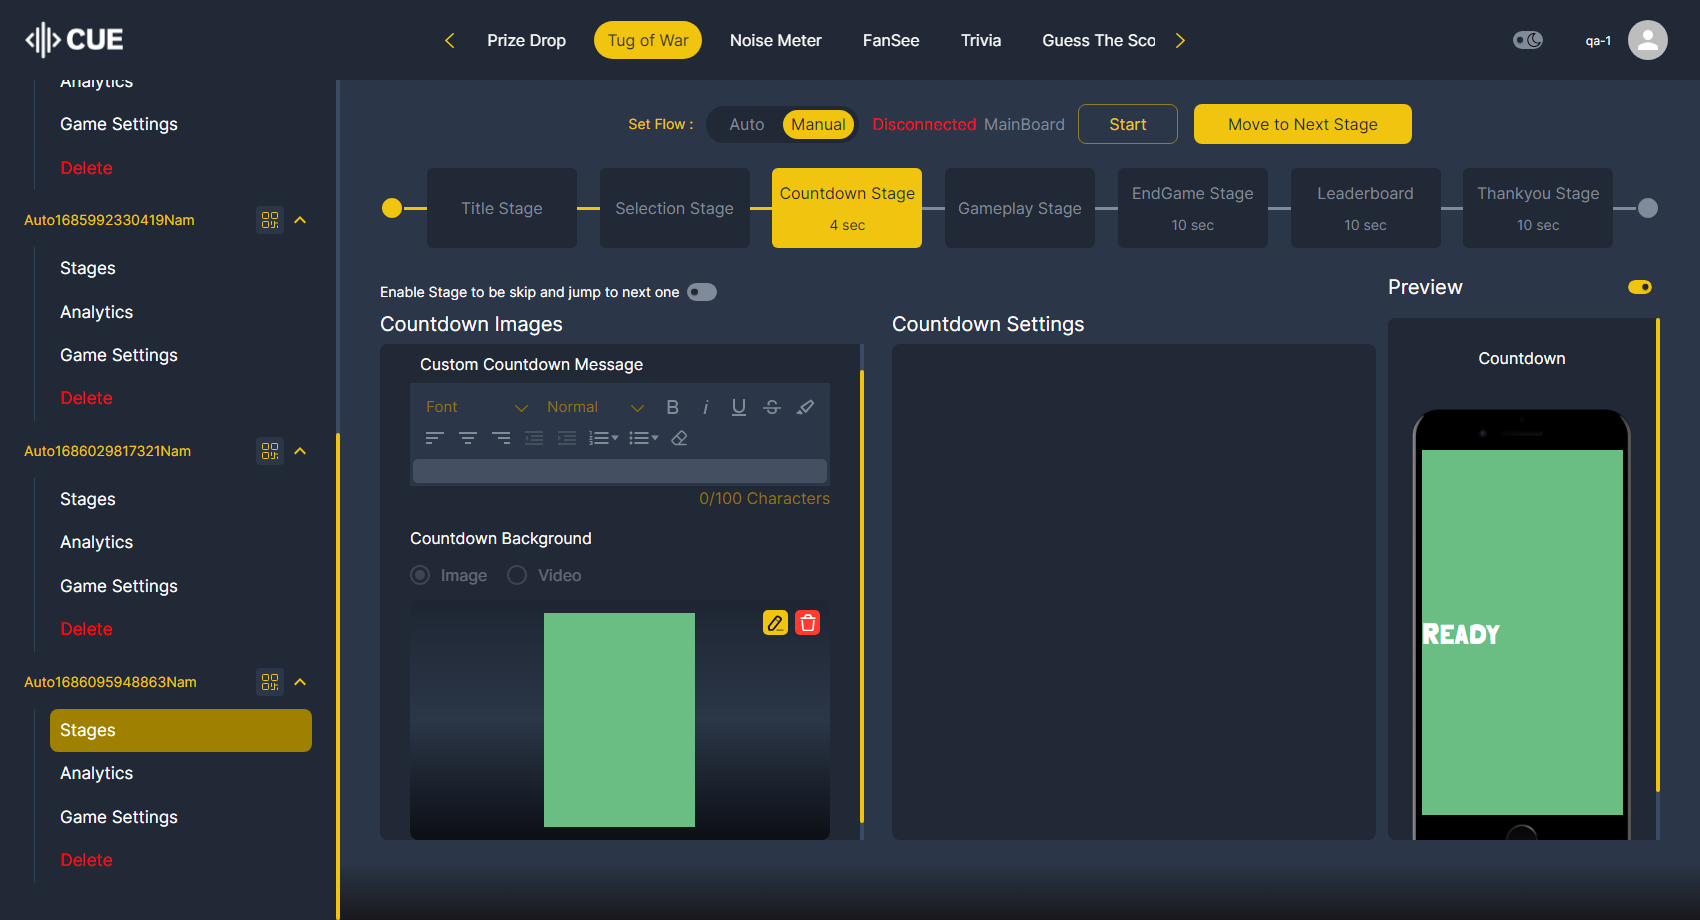 CUE
Prize Drop
Tug of War
Noise Meter
FanSee
Trivia
Guess The Sco
qa-1
Analytics
Game Settings
Delete
Auto1685992330419Nam
Stages
Analytics
Game Settings
Delete
Auto1686029817321Nam
Stages
Analytics
Game Settings
Delete
Auto1686095948863Nam
Stages
Analytics
Game Settings
Delete
Set Flow :
Auto
Manual
Disconnected MainBoard
Start
Move to Next Stage
Title Stage
Selection Stage
Countdown Stage
4 sec
Gameplay Stage
EndGame Stage
10 sec
Leaderboard
10 sec
Thankyou Stage
10 sec
Enable Stage to be skip and jump to next one
Countdown Images
Custom Countdown Message
Font
Normal
B i U S
0/100 Characters
Countdown Background
Image
Video
Countdown Settings
Preview
Countdown
READY